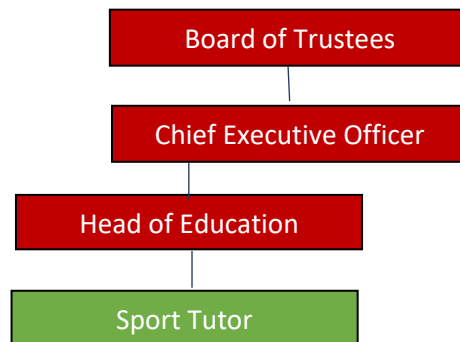 Board of Trustees
Chief Executive Officer
Head of Education
Sport Tutor